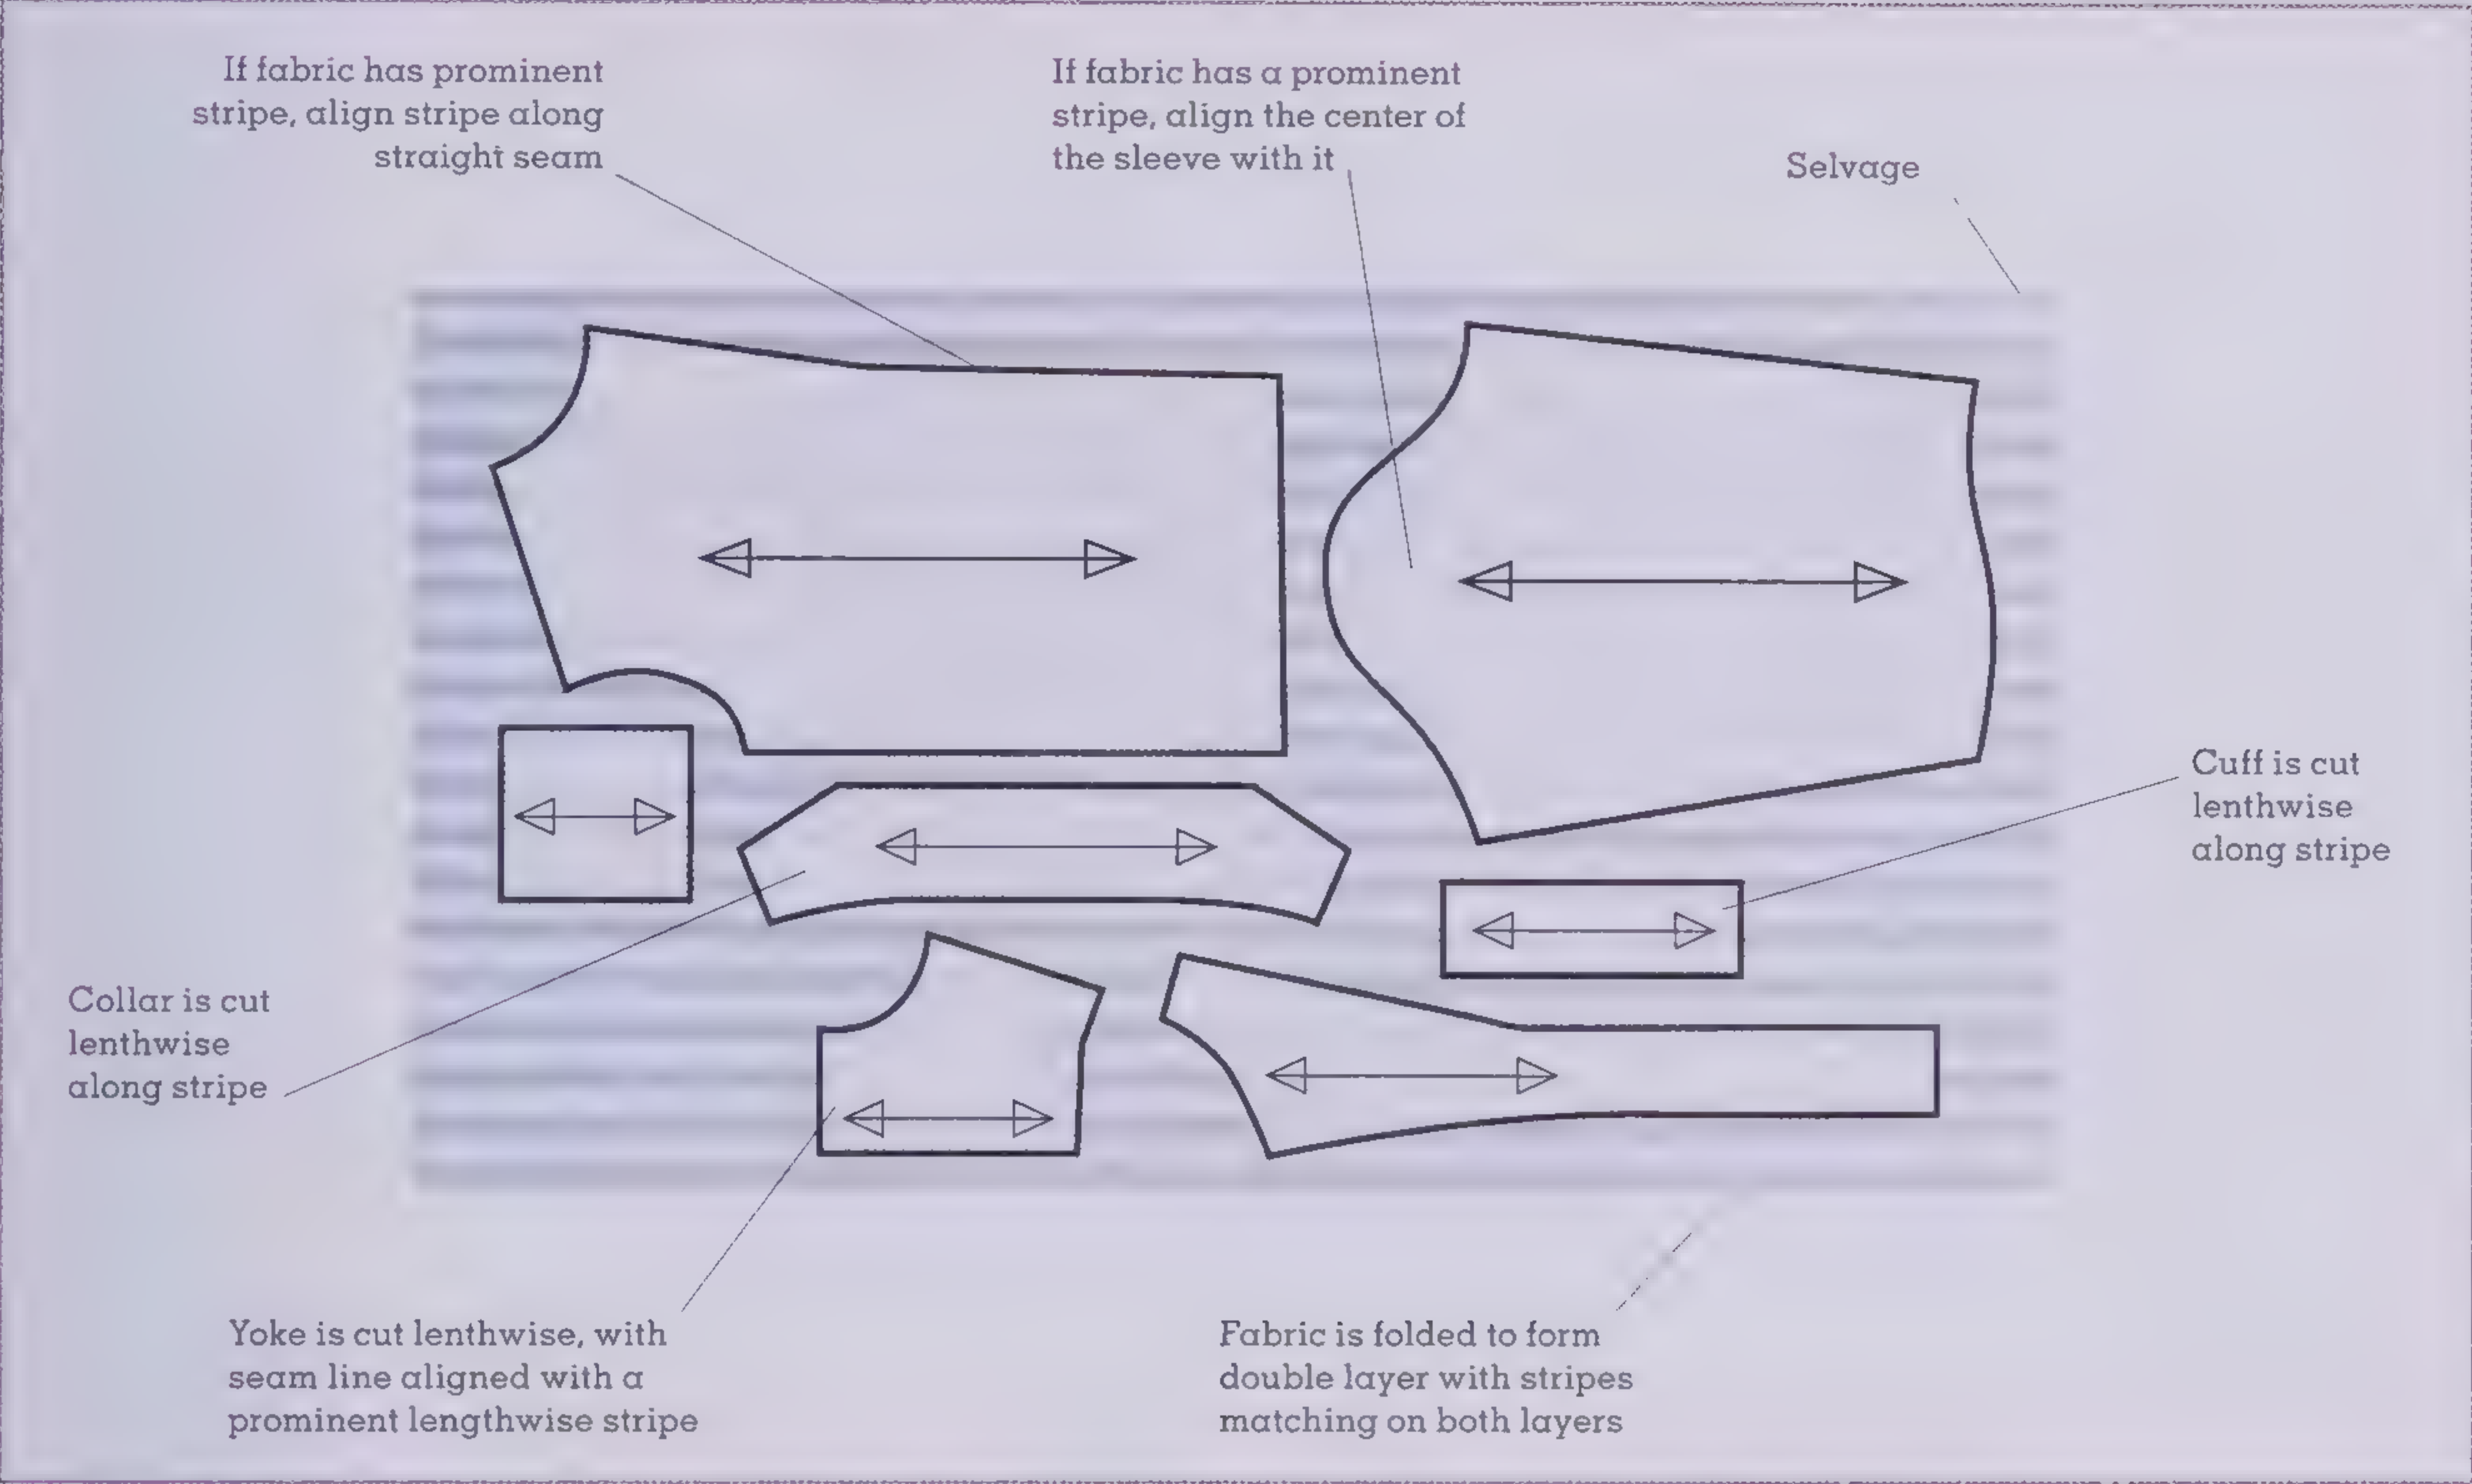 If fabric has prominent
stripe, align stripe along
straight seam
If fabric has a prominent
stripe, align the center of
the sleeve with it
Selvage
Cuff is cut
lenthwise
along stripe
Collar is cut
lenthwise
along stripe
Yoke is cut lenthwise, with
seam line aligned with a
prominent lengthwise stripe
Fabric is folded to form
double layer with stripes
matching on both layers